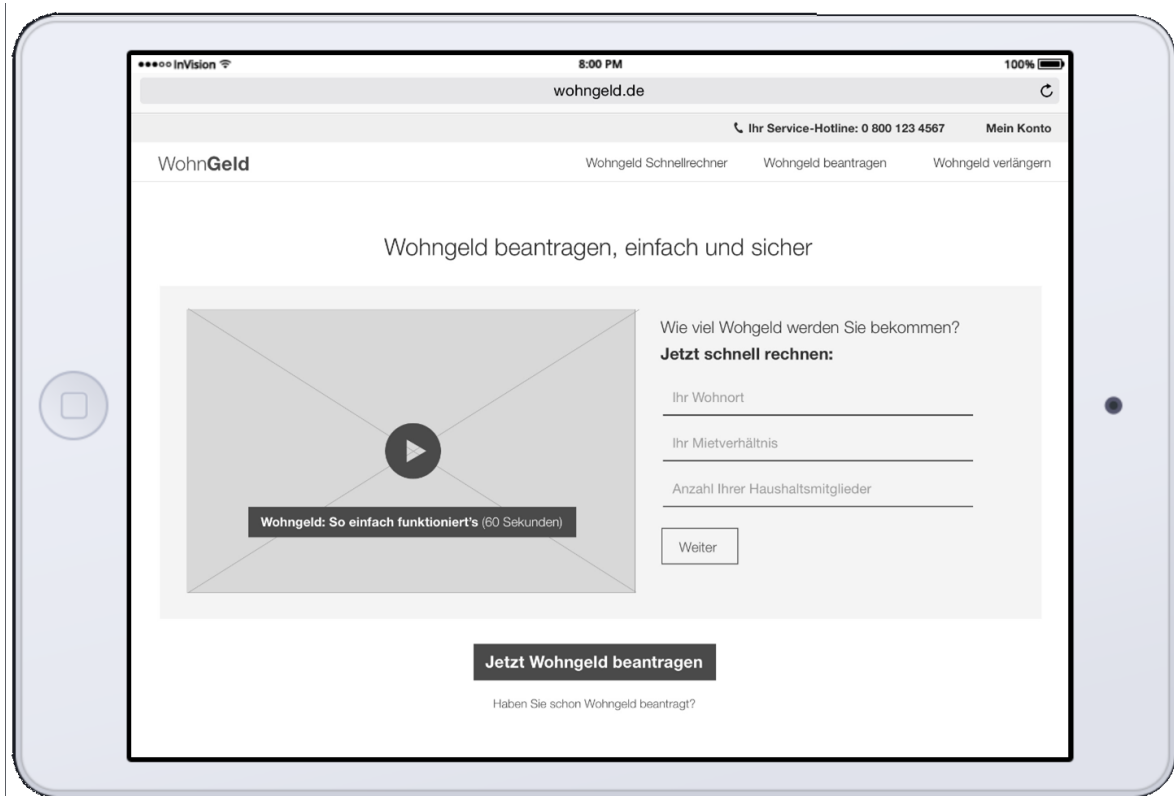 InVision 8:00 PM 100%
wohngeld.de
Ihr Service-Hotline: 0 800 123 4567 Mein Konto
WohnGeld Wohngeld Schnellrechner Wohngeld beantragen Wohngeld verlängern
Wohngeld beantragen, einfach und sicher
Wie viel Wohgeld werden Sie bekommen?
Jetzt schnell rechnen:
Ihr Wohnort
Ihr Mietverhältnis
Anzahl Ihrer Haushaltsmitglieder
Wohngeld: So einfach funktioniert's (60 Sekunden)
Weiter
Jetzt Wohngeld beantragen
Haben Sie schon Wohngeld beantragt?